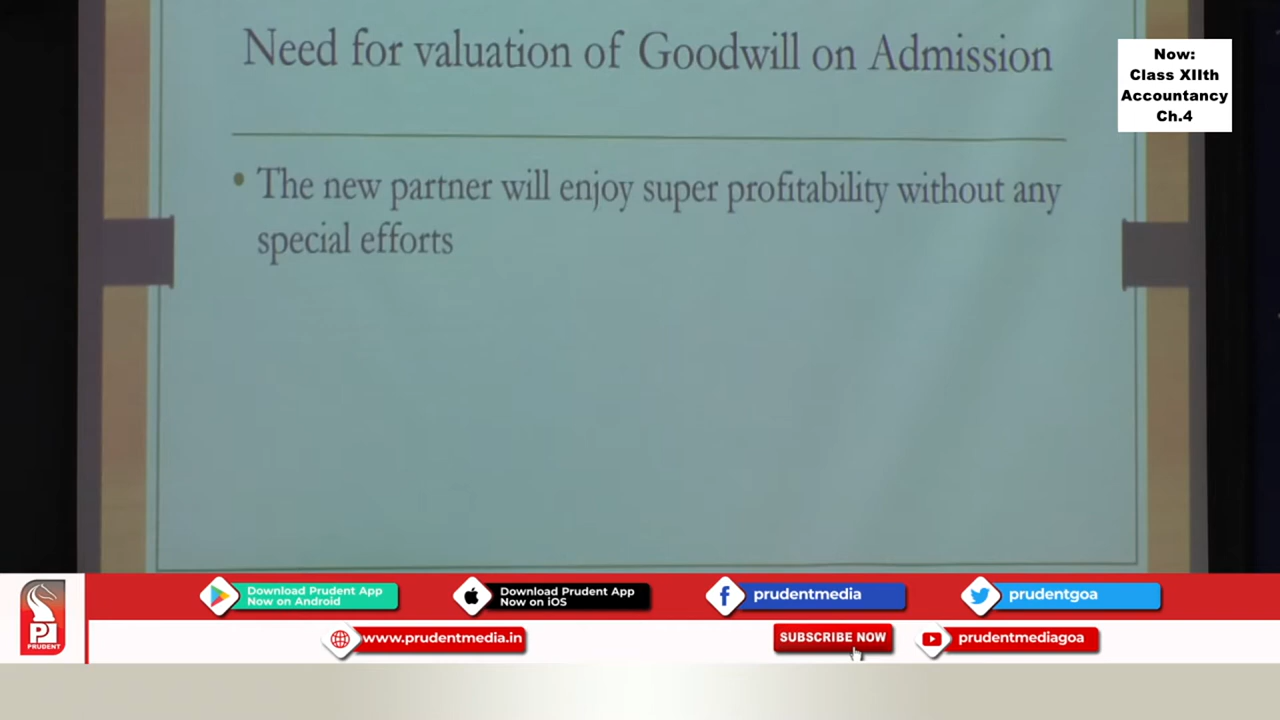 Need for valuation of Goodwill on Admission
Now:
Class XIIth
Accountancy
Ch.4
• The new partner will enjoy super profitability without any
special efforts
PRUDENT
Download Prudent App
Now on Android
Download Prudent App
Now on iOS
prudentmedia
prudentgoa
www.prudentmedia.in
SUBSCRIBE NOW
prudentmediagoa